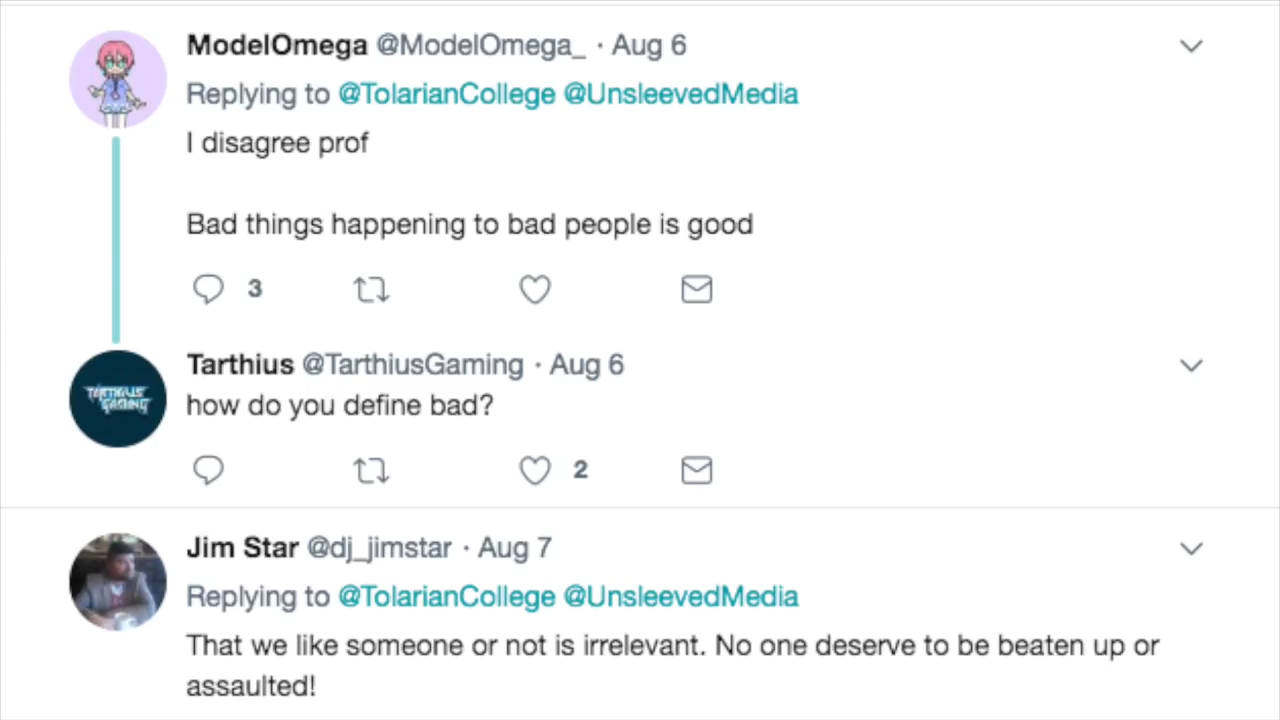 ModelOmega @ModelOmega_ · Aug 6
Replying to @TolarianCollege @UnsleevedMedia
I disagree prof
Bad things happening to bad people is good
3
Tarthius @TarthiusGaming · Aug 6
TARTHIUS
GAMING
how do you define bad?
2
Jim Star @dj_jimstar · Aug 7
Replying to @TolarianCollege @UnsleevedMedia
That we like someone or not is irrelevant. No one deserve to be beaten up or
assaulted!